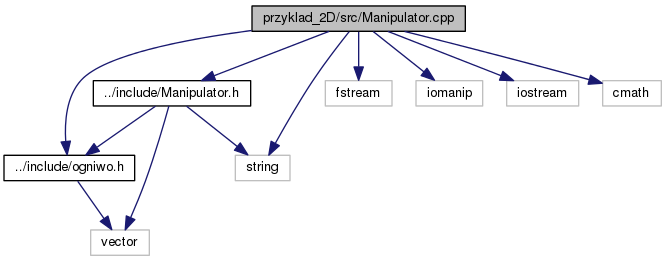 przyklad_2D/src/Manipulator.cpp
../include/Manipulator.h
fstream
iomanip
iostream
cmath
../include/ogniwo.h
string
vector